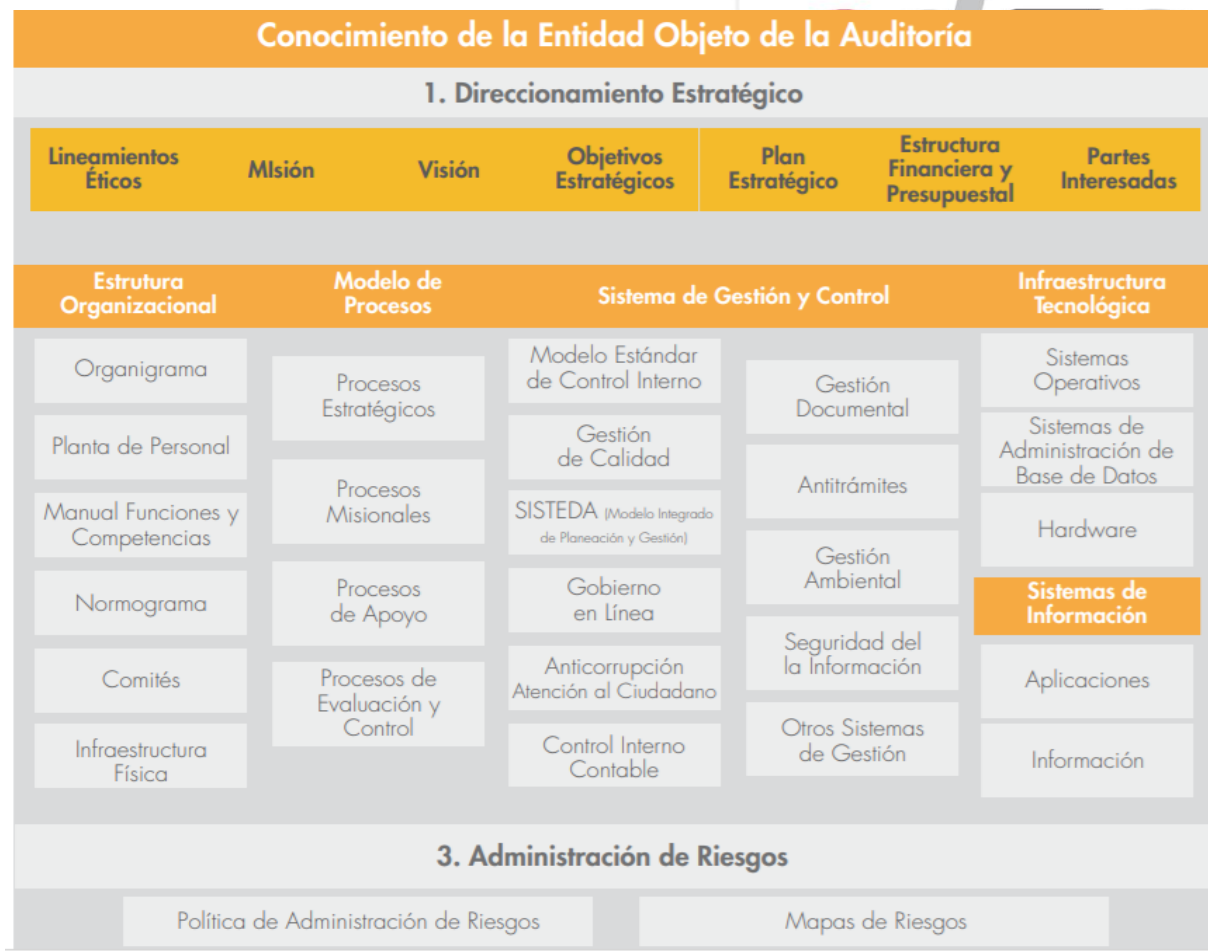 Conocimiento de la Entidad Objeto de la Auditoría
1. Direccionamiento Estratégico
Lineamientos
Éticos
MIsión
Visión
Objetivos
Estratégicos
Plan
Estratégico
Estructura
Financiera y
Presupuestal
Partes
Interesadas
Estrutura
Organizacional
Organigrama
Planta de Personal
Manual Funciones y
Competencias
Normograma
Comités
Infraestructura
Física
Modelo de
Procesos
Procesos
Estratégicos
Procesos
Misionales
Procesos
de Apoyo
Procesos de
Evaluación y
Control
Sistema de Gestión y Control
Modelo Estándar
de Control Interno
Gestión
de Calidad
SISTEDA (Modelo Integrado
de Planeación y Gestión)
Gobierno
en Línea
Anticorrupción
Atención al Ciudadano
Control Interno
Contable
Gestión
Documental
Antitrámites
Gestión
Ambiental
Seguridad del
la Información
Otros Sistemas
de Gestión
Infraestructura
Tecnológica
Sistemas
Operativos
Sistemas de
Administración de
Base de Datos
Hardware
Sistemas de
Información
Aplicaciones
Información
3. Administración de Riesgos
Política de Administración de Riesgos
Mapas de Riesgos